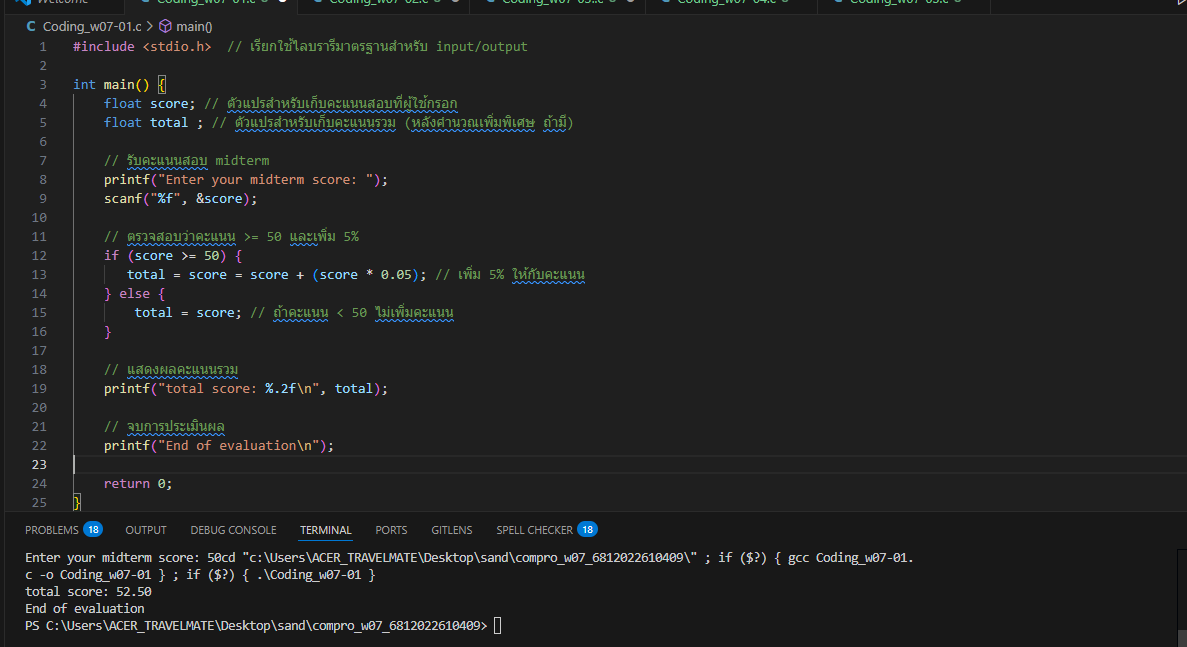 Coding_w07-01.c > main()
1 #include <stdio.h>  // เรียกใช้ไลบรารีมาตรฐานสำหรับ input/output
2
3 int main() {
4     float score; // ตัวแปรสำหรับเก็บคะแนนสอบที่ผู้ใช้กรอก
5     float total ; // ตัวแปรสำหรับเก็บคะแนนรวม (หลังคำนวณเพิ่มพิเศษ ถ้ามี)
6
7     // รับคะแนนสอบ midterm
8     printf("Enter your midterm score: ");
9     scanf("%f", &score);
10
11     // ตรวจสอบว่าคะแนน >= 50 และเพิ่ม 5%
12     if (score >= 50) {
13        total = score = score + (score * 0.05); // เพิ่ม 5% ให้กับคะแนน
14     } else {
15         total = score; // ถ้าคะแนน < 50 ไม่เพิ่มคะแนน
16     }
17
18     // แสดงผลคะแนนรวม
19     printf("total score: %.2f\n", total);
20
21     // จบการประเมินผล
22     printf("End of evaluation\n");
23
24     return 0;
25 }
PROBLEMS 18 OUTPUT DEBUG CONSOLE TERMINAL PORTS GITLENS SPELL CHECKER 18
Enter your midterm score: 50cd "c:\Users\ACER_TRAVELMATE\Desktop\sand\compro_w07_6812022610409\" ; if ($?) { gcc Coding_w07-01.
c -o Coding_w07-01 } ; if ($?) { .\Coding_w07-01 }
total score: 52.50
End of evaluation
PS C:\Users\ACER_TRAVELMATE\Desktop\sand\compro_w07_6812022610409>